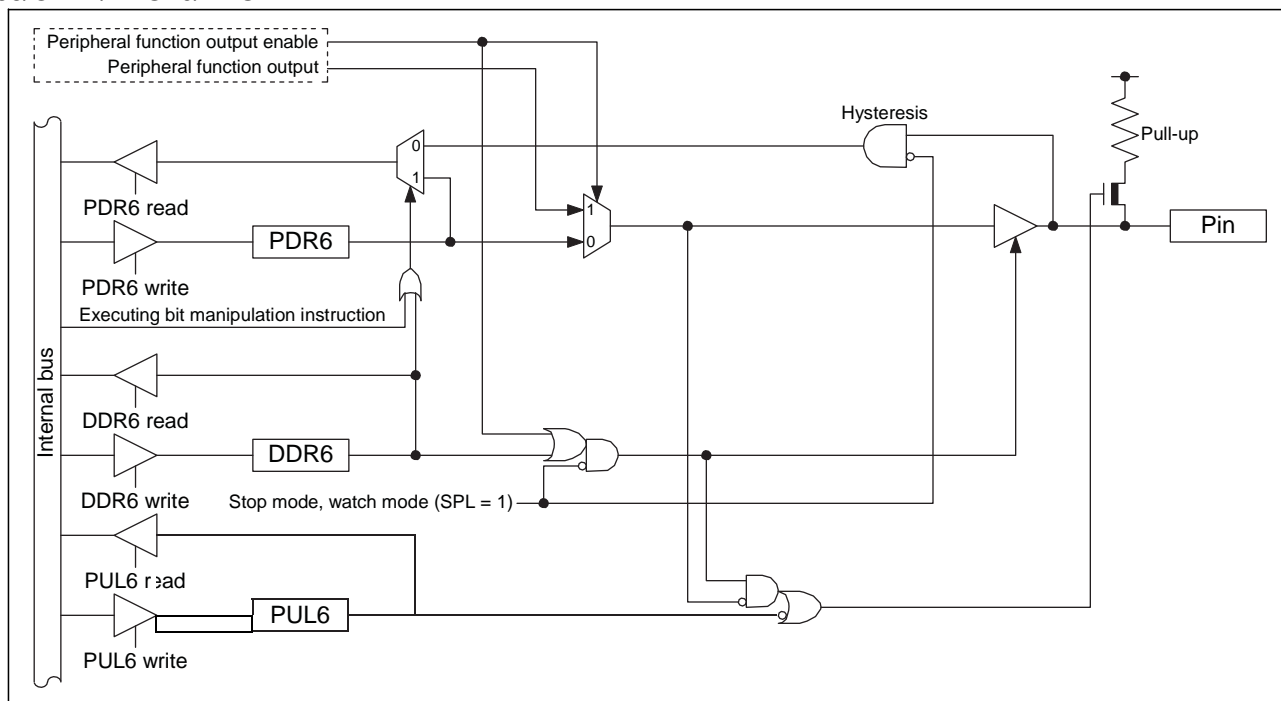 Peripheral function output enable
Peripheral function output
Hysteresis
Pull-up
0
1
PDR6 read
1
0
PDR6
Pin
PDR6 write
Executing bit manipulation instruction
Internal bus
DDR6 read
DDR6
DDR6 write
Stop mode, watch mode (SPL = 1)
PUL6 read
PUL6
PUL6 write